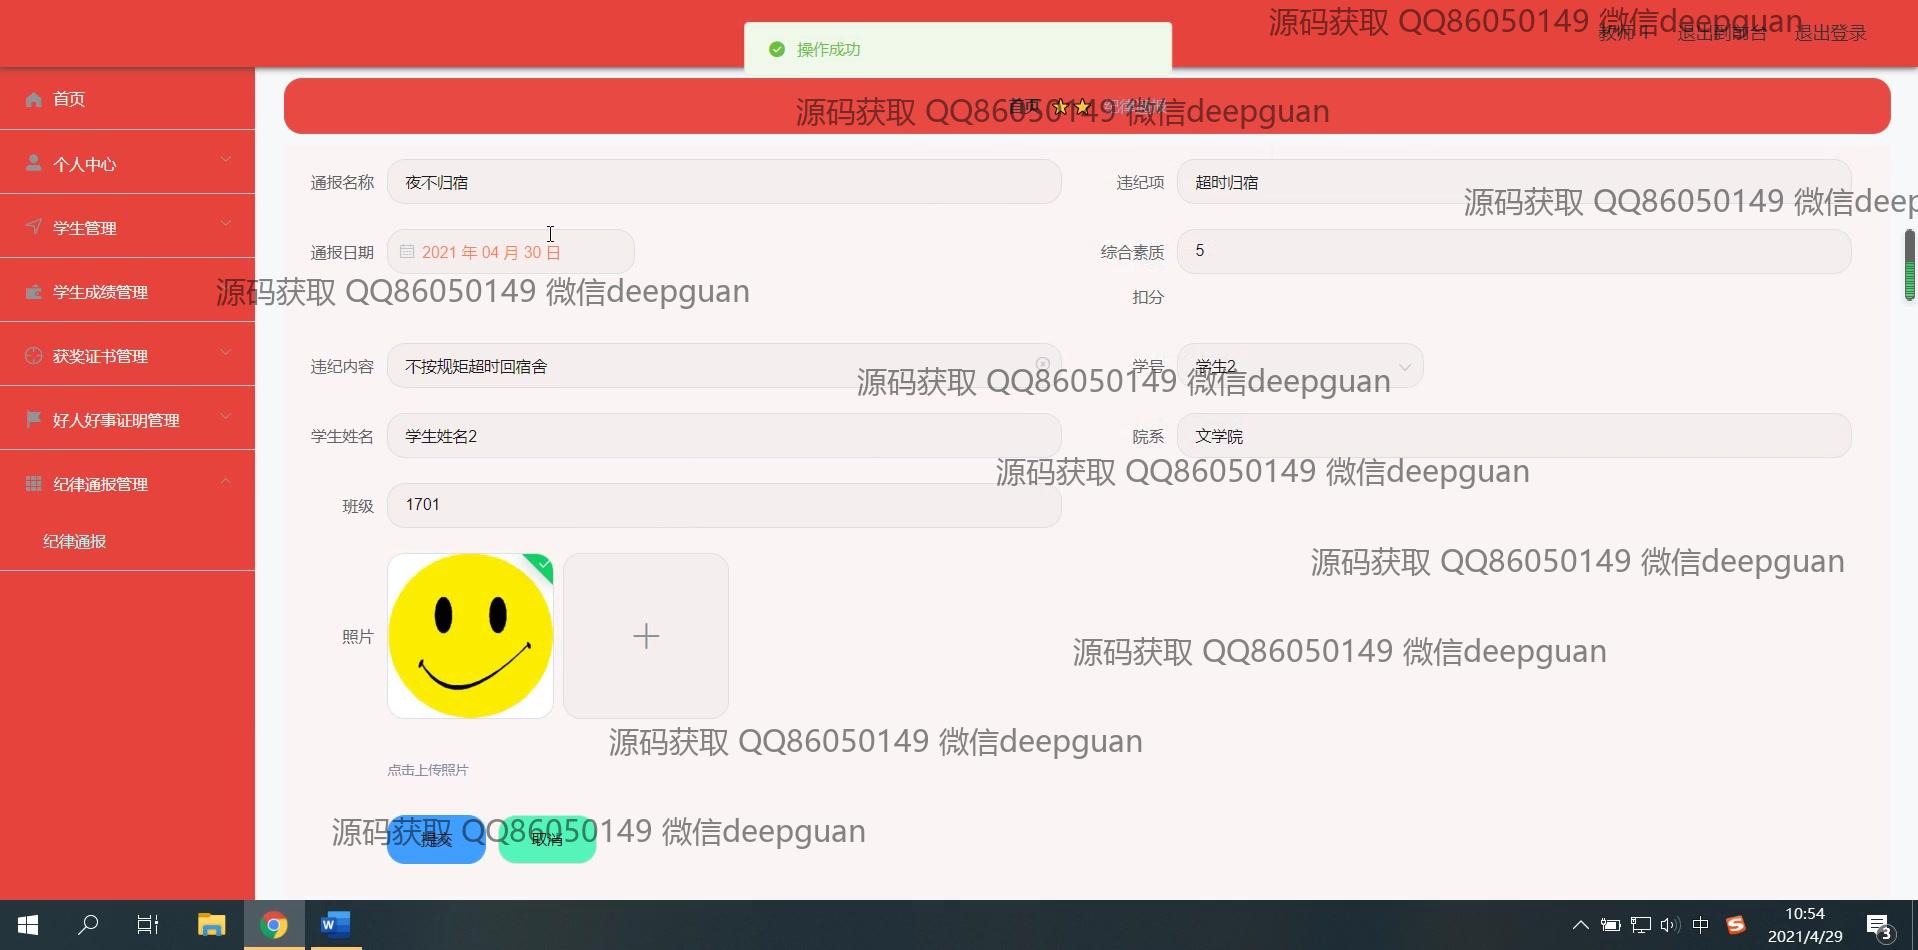 源码获取 QQ86050149 微信deepguan
教师1 退出到前台 退出登录
操作成功
首页
源码获取 QQ86050149 微信deepguan
首页 纪律通报
个人中心
通报名称 夜不归宿 违纪项 超时归宿
源码获取 QQ86050149 微信deep
学生管理
通报日期 2021 年 04 月 30 日 综合素质扣分 5
学生成绩管理
源码获取 QQ86050149 微信deepguan
获奖证书管理
违纪内容 不按规矩超时回宿舍 学号 学生2
源码获取 QQ86050149 微信deepguan
好人好事证明管理
学生姓名 学生姓名2 院系 文学院
源码获取 QQ86050149 微信deepguan
纪律通报管理
班级 1701
纪律通报
源码获取 QQ86050149 微信deepguan
照片
源码获取 QQ86050149 微信deepguan
源码获取 QQ86050149 微信deepguan
点击上传照片
源码获取 QQ86050149 微信deepguan
提交 取消
中
10:54
2021/4/29
3